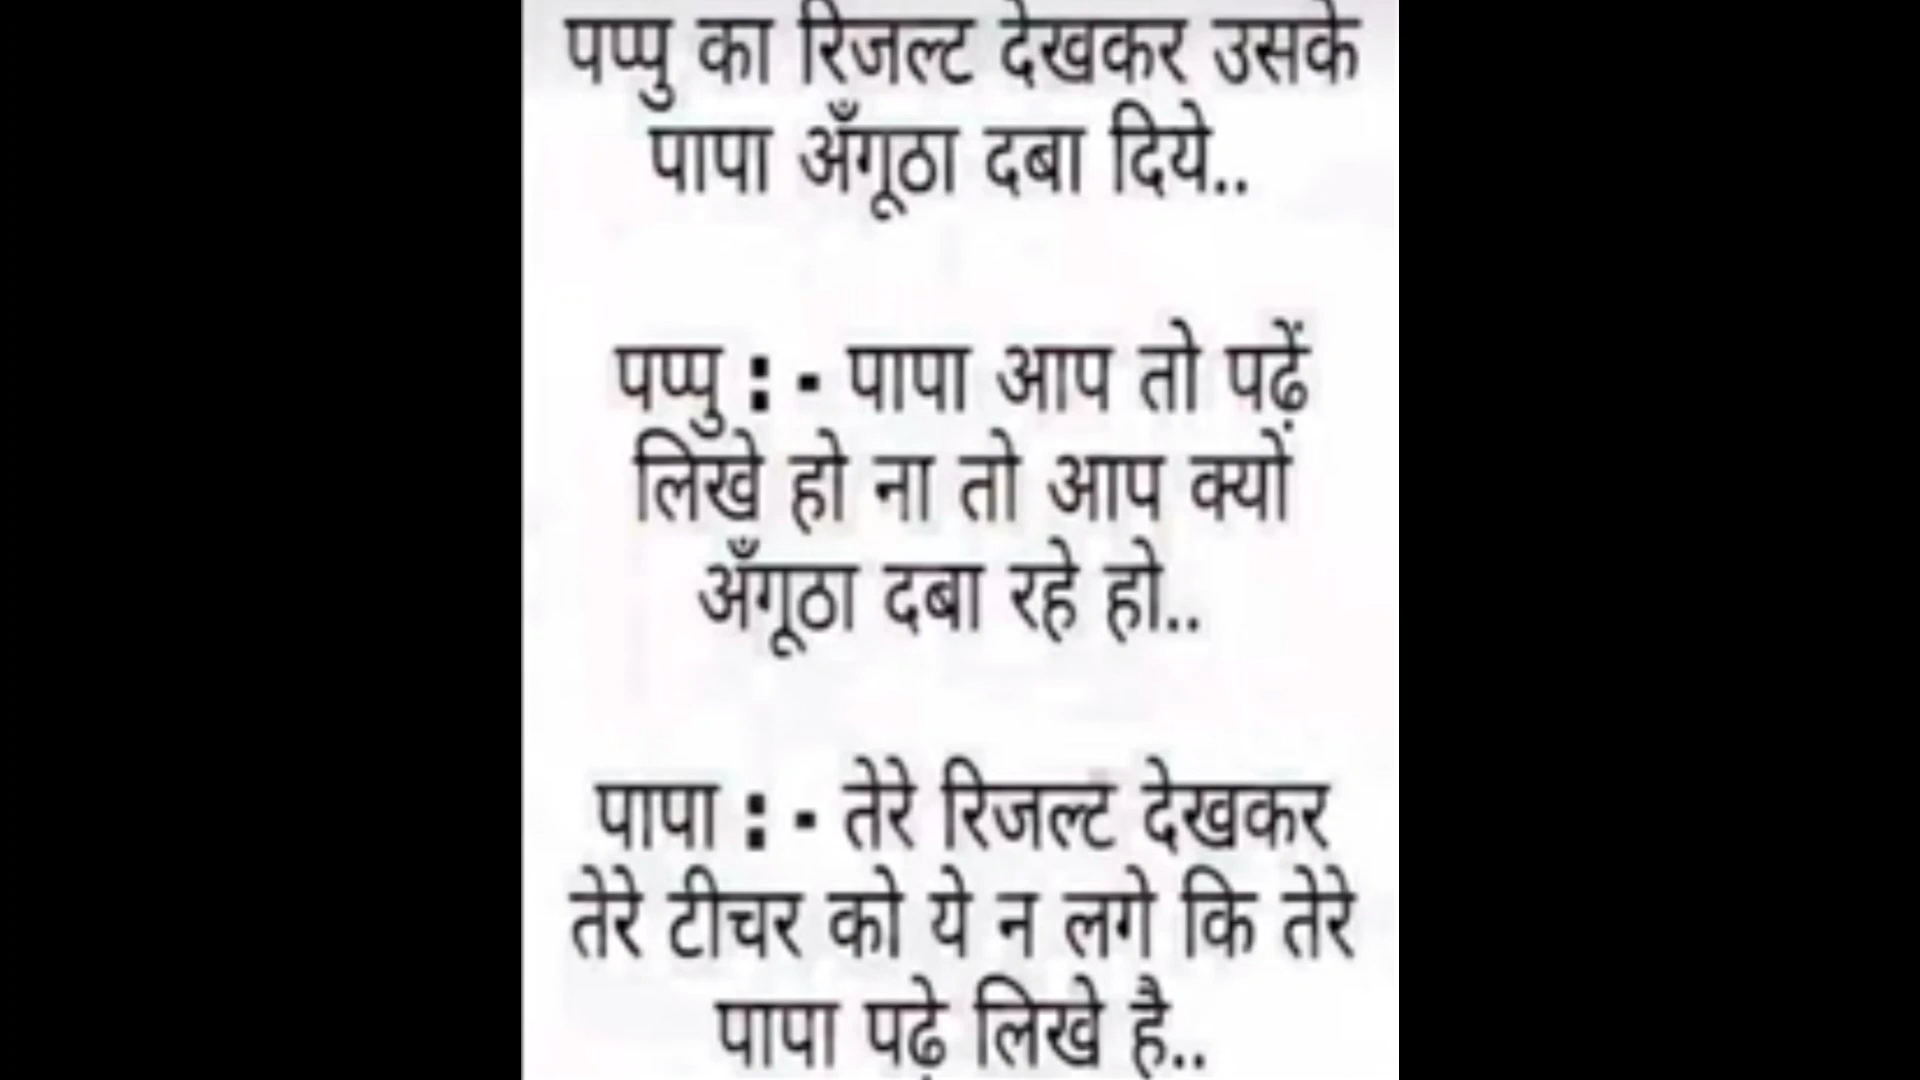 पप्पु का रिजल्ट देखकर उसके
पापा अँगूठा दबा दिये..
पप्पु : - पापा आप तो पढ़ें
लिखे हो ना तो आप क्यों
अँगूठा दबा रहे हो..
पापा : - तेरे रिजल्ट देखकर
तेरे टीचर को ये न लगे कि तेरे
पापा पढ़े लिखे है..